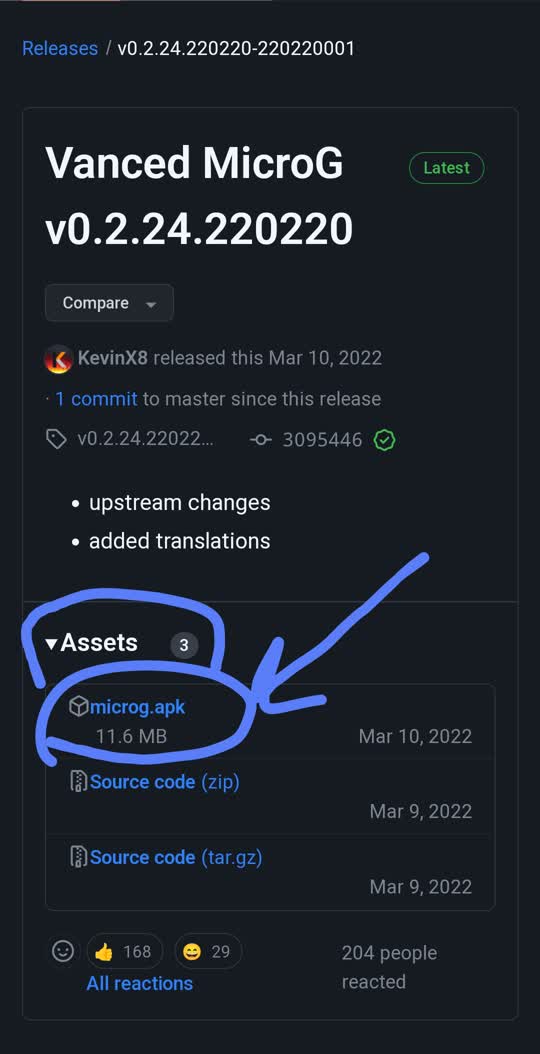 Releases / v0.2.24.220220-220220001
Vanced MicroG
Latest
v0.2.24.220220
Compare
KevinX8 released this Mar 10, 2022
· 1 commit to master since this release
v0.2.24.22022... 3095446
• upstream changes
• added translations
Assets 3
microg.apk
11.6 MB Mar 10, 2022
Source code (zip)
Mar 9, 2022
Source code (tar.gz)
Mar 9, 2022
👍 168 😄 29 204 people
reacted
All reactions